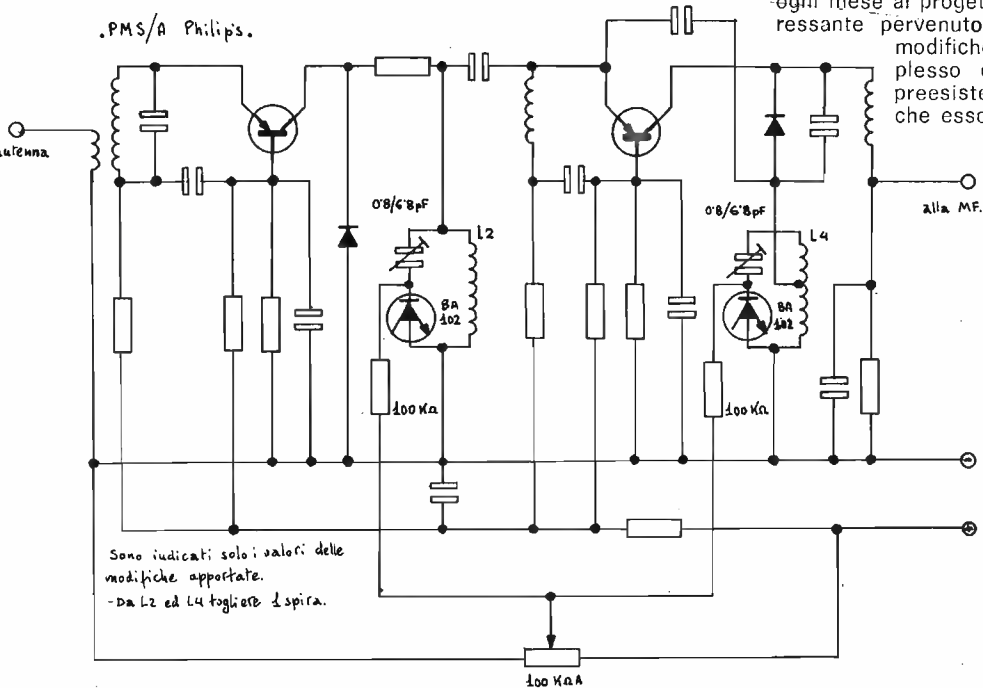 .PMS/A Philips.
ogni mese al progett
ressante pervenuto
modifiche
plesso
preesiste
che esso
antenna
0'8/6'8pF
L2
BA
102
100 KΩ
0'8/6'8pF
L4
BA
102
100 KΩ
alla MF.
Sono indicati solo i valori delle
modifiche apportate.
-Da L2 ed L4 togliere 1 spira.
100 KΩA